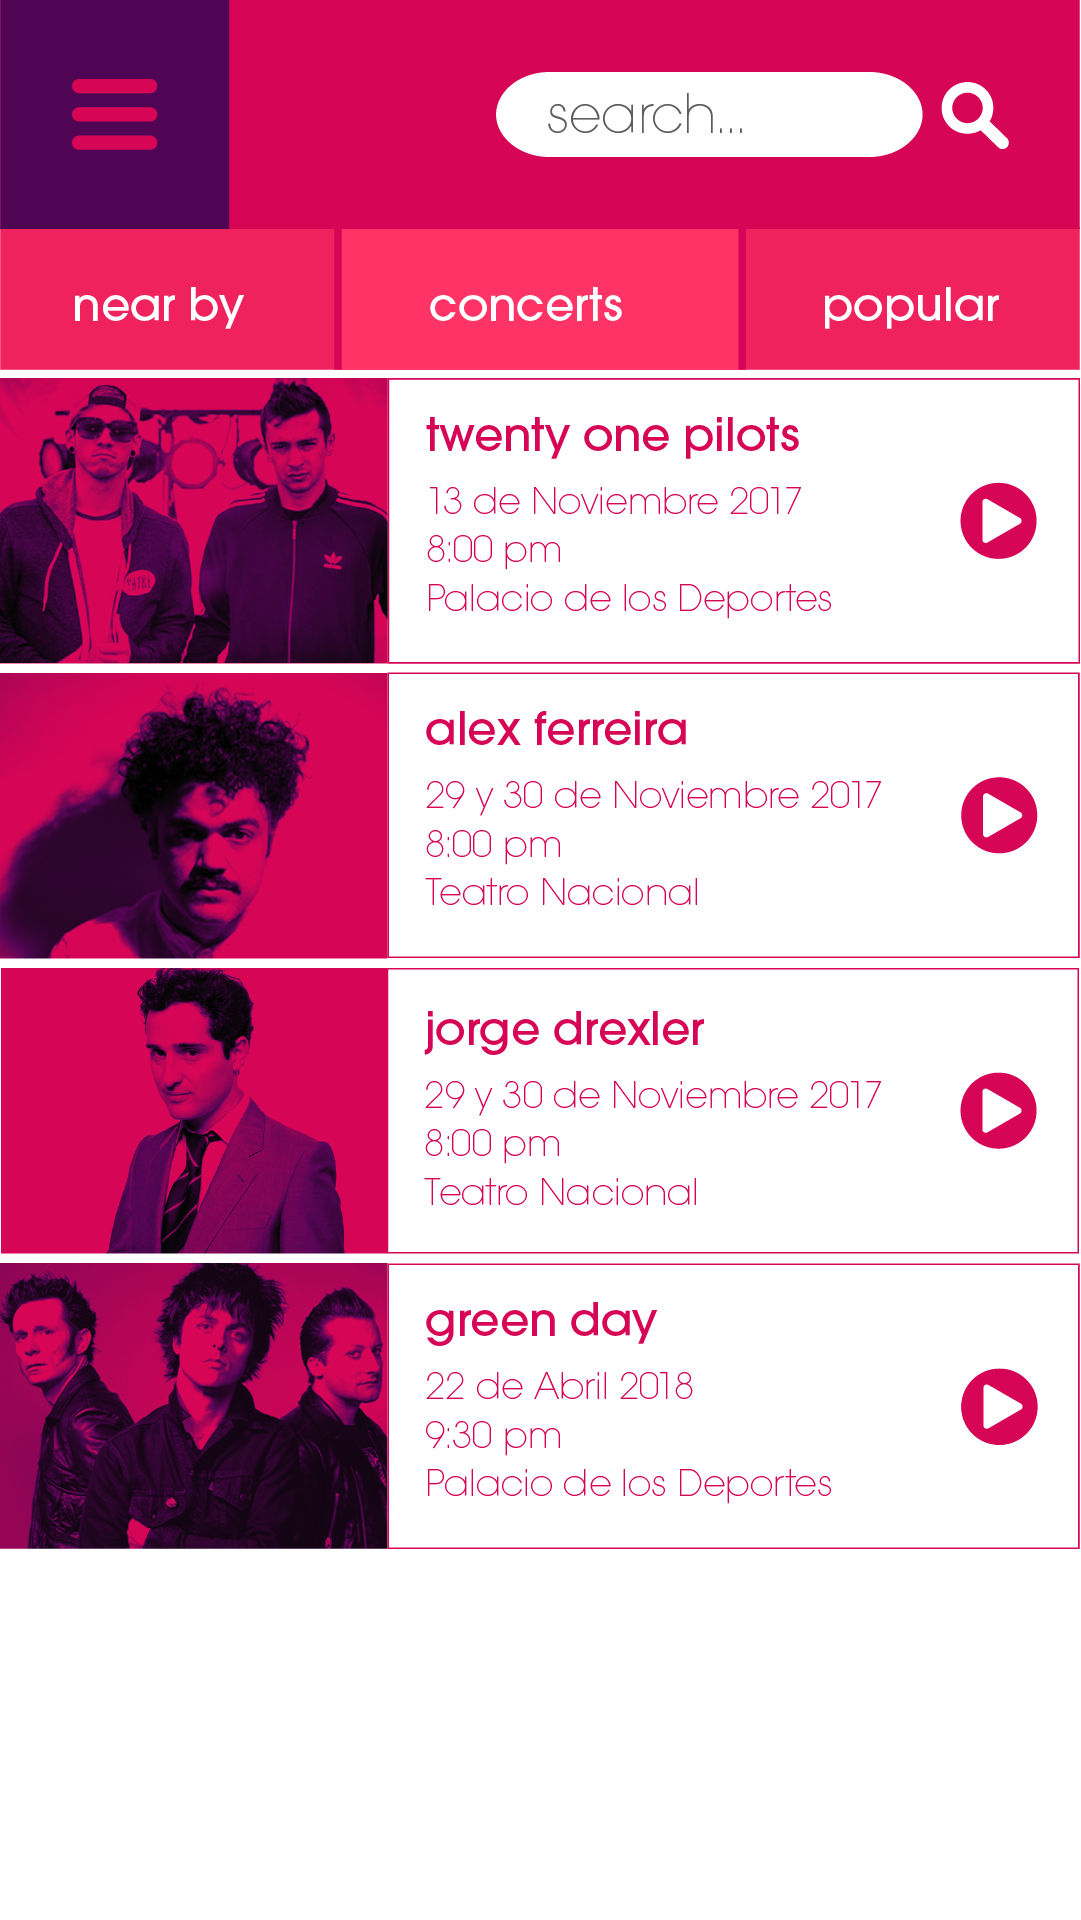 search...
near by
concerts
popular
twenty one pilots
13 de Noviembre 2017
8:00 pm
Palacio de los Deportes
alex ferreira
29 y 30 de Noviembre 2017
8:00 pm
Teatro Nacional
jorge drexler
29 y 30 de Noviembre 2017
8:00 pm
Teatro Nacional
green day
22 de Abril 2018
9:30 pm
Palacio de los Deportes